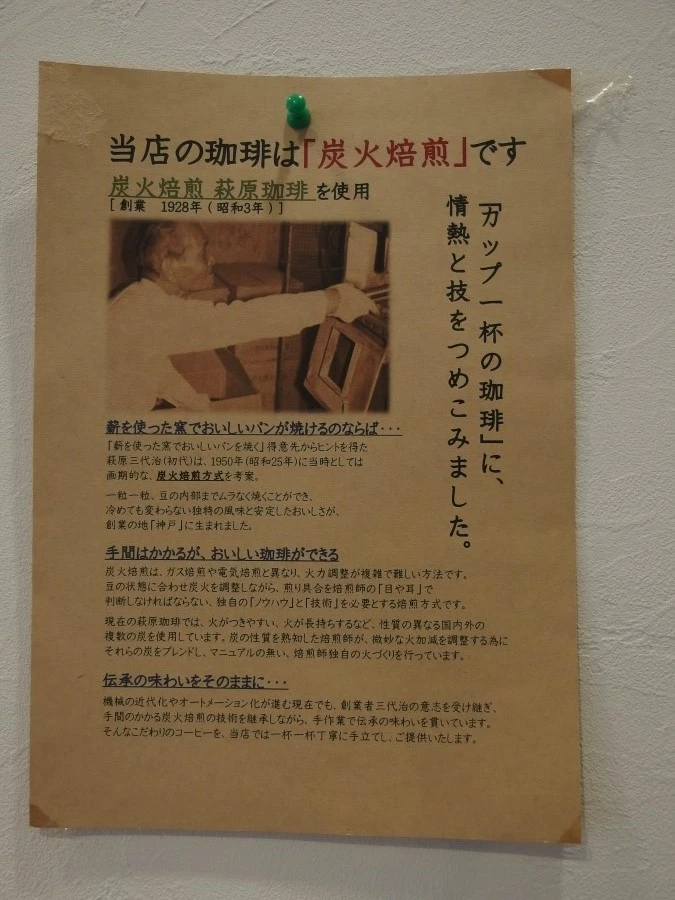 当店の珈琲は「炭火焙煎」です
炭火焙煎 萩原珈琲 を使用
[ 創業　1928年 ( 昭和3年 ) ]
「カップ一杯の珈琲」に、
情熱と技をつめこみました。
薪を使った窯でおいしいパンが焼けるのならば・・・
「薪を使った窯でおいしいパンを焼く」得意先からヒントを得た
萩原三代治(初代)は、1950年(昭和25年)に当時としては
画期的な、炭火焙煎方式を考案。
一粒一粒、豆の内部までムラなく焼くことができ、
冷めても変わらない独特の風味と安定したおいしさが、
創業の地「神戸」に生まれました。
手間はかかるが、おいしい珈琲ができる
炭火焙煎は、ガス焙煎や電気焙煎と異なり、火力調整が複雑で難しい方法です。
豆の状態に合わせ炭火を調整しながら、煎り具合を焙煎師の「目や耳」で
判断しなければならない、独自の「ノウハウ」と「技術」を必要とする焙煎方式です。
現在の萩原珈琲では、火がつきやすい、火が長持ちするなど、性質の異なる国内外の
複数の炭を使用しています。炭の性質を熟知した焙煎師が、微妙な火加減を調整する為に
それらの炭をブレンドし、マニュアルの無い、焙煎師独自の火づくりを行っています。
伝承の味わいをそのままに・・・
機械の近代化やオートメーション化が進む現在でも、創業者三代治の意志を受け継ぎ、
手間のかかる炭火焙煎の技術を継承しながら、手作業で伝承の味わいを貫いています。
そんなこだわりのコーヒーを、当店では一杯一杯丁寧に手立てし、ご提供いたします。